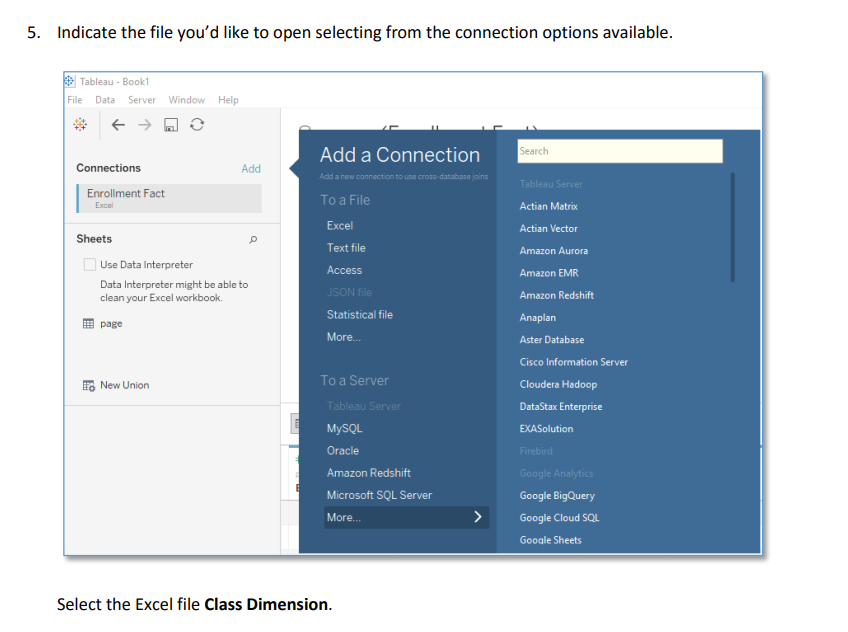 5. Indicate the file you'd like to open selecting from the connection options available.
Tableau - Book1
File Data Server Window Help
Connections Add
Enrollment Fact
Excel
Sheets
Use Data Interpreter
Data Interpreter might be able to
clean your Excel workbook.
page
New Union
Add a Connection
Add a new connection to use cross-database joins
To a File
Excel
Text file
Access
JSON file
Statistical file
More...
To a Server
Tableau Server
MySQL
Oracle
Amazon Redshift
Microsoft SQL Server
More...
Search
Tableau Server
Actian Matrix
Actian Vector
Amazon Aurora
Amazon EMR
Amazon Redshift
Anaplan
Aster Database
Cisco Information Server
Cloudera Hadoop
DataStax Enterprise
EXASolution
Firebird
Google Analytics
Google BigQuery
Google Cloud SQL
Google Sheets
Select the Excel file Class Dimension.